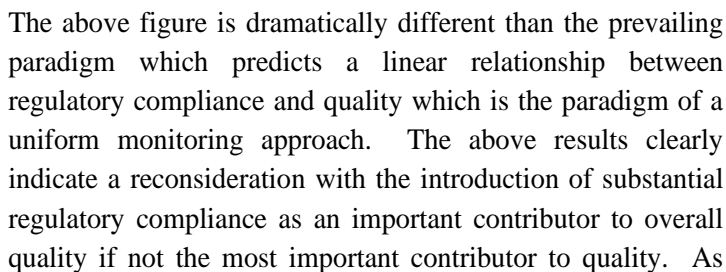 The above figure is dramatically different than the prevailing
paradigm which predicts a linear relationship between
regulatory compliance and quality which is the paradigm of a
uniform monitoring approach. The above results clearly
indicate a reconsideration with the introduction of substantial
regulatory compliance as an important contributor to overall
quality if not the most important contributor to quality. As